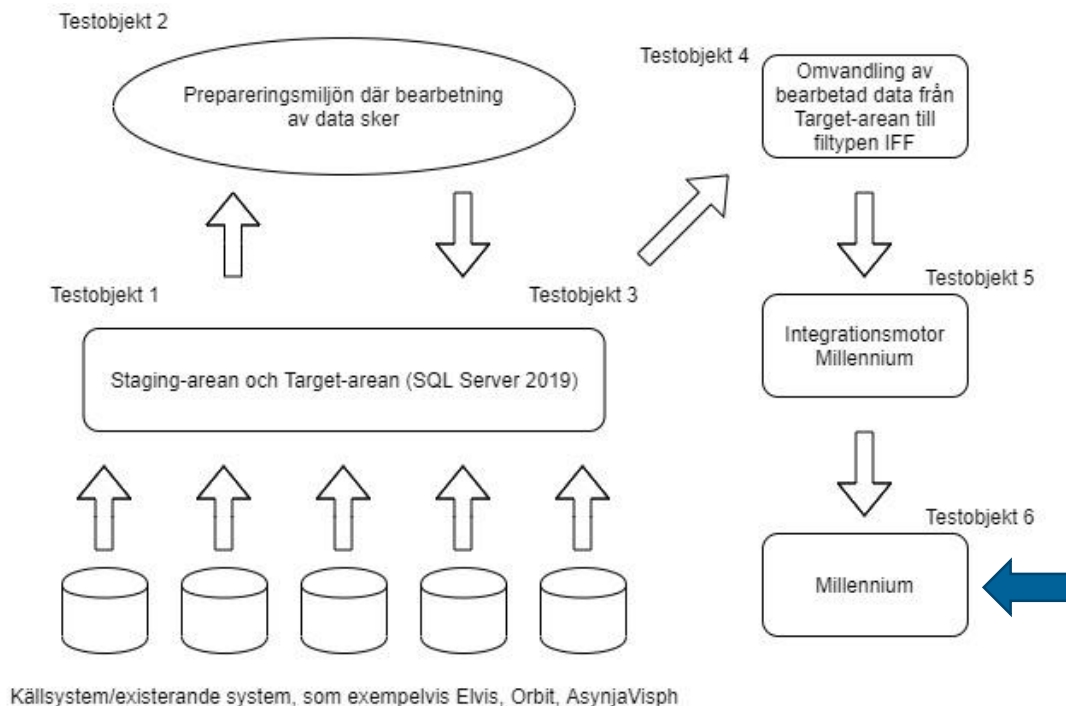 Testobjekt 2
Prepareringsmiljön där bearbetning
av data sker
Testobjekt 4
Omvandling av
bearbetad data från
Target-arean till
filtypen IFF
Testobjekt 1
Testobjekt 3
Testobjekt 5
Staging-arean och Target-arean (SQL Server 2019)
Integrationsmotor
Millennium
Testobjekt 6
Millennium
Källsystem/existerande system, som exempelvis Elvis, Orbit, AsynjaVisph